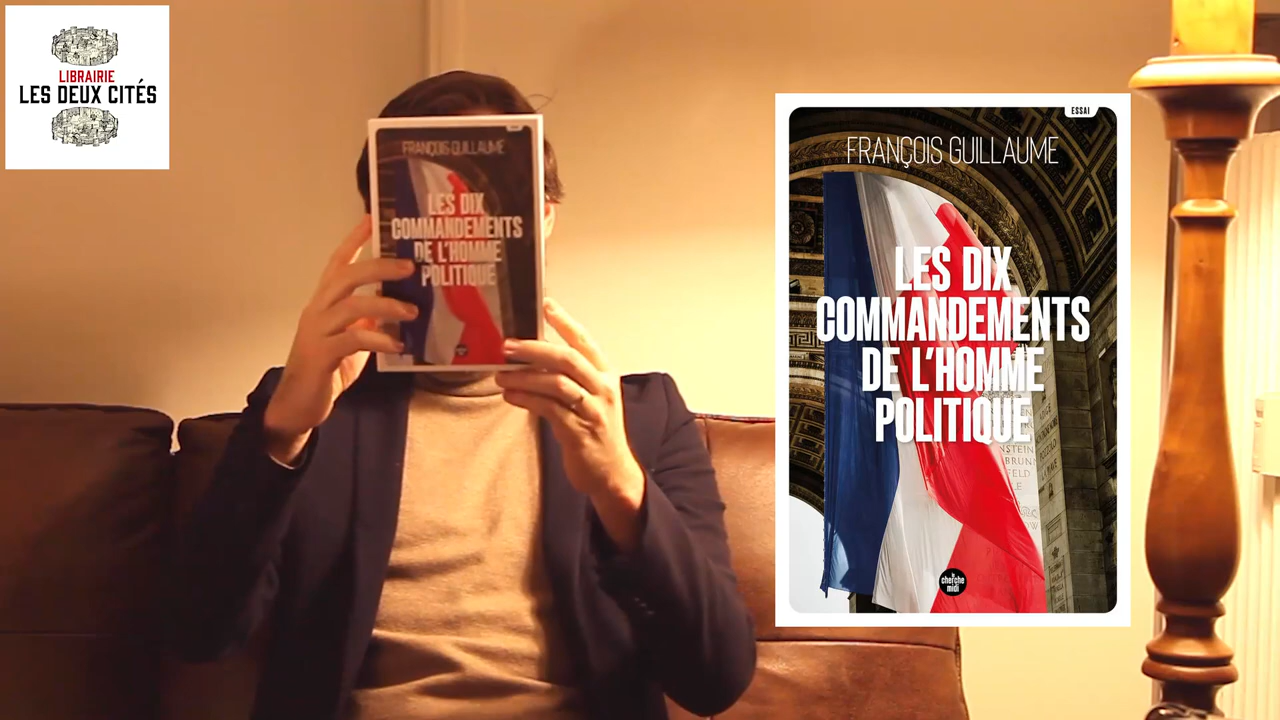 LIBRAIRIE
LES DEUX CITÉS
FRANÇOIS GUILLAUME
LES DIX
COMMANDEMENTS
DE L'HOMME
POLITIQUE
ESSAI
FRANÇOIS GUILLAUME
LES DIX
COMMANDEMENTS
DE L'HOMME
POLITIQUE
le
cherche
midi